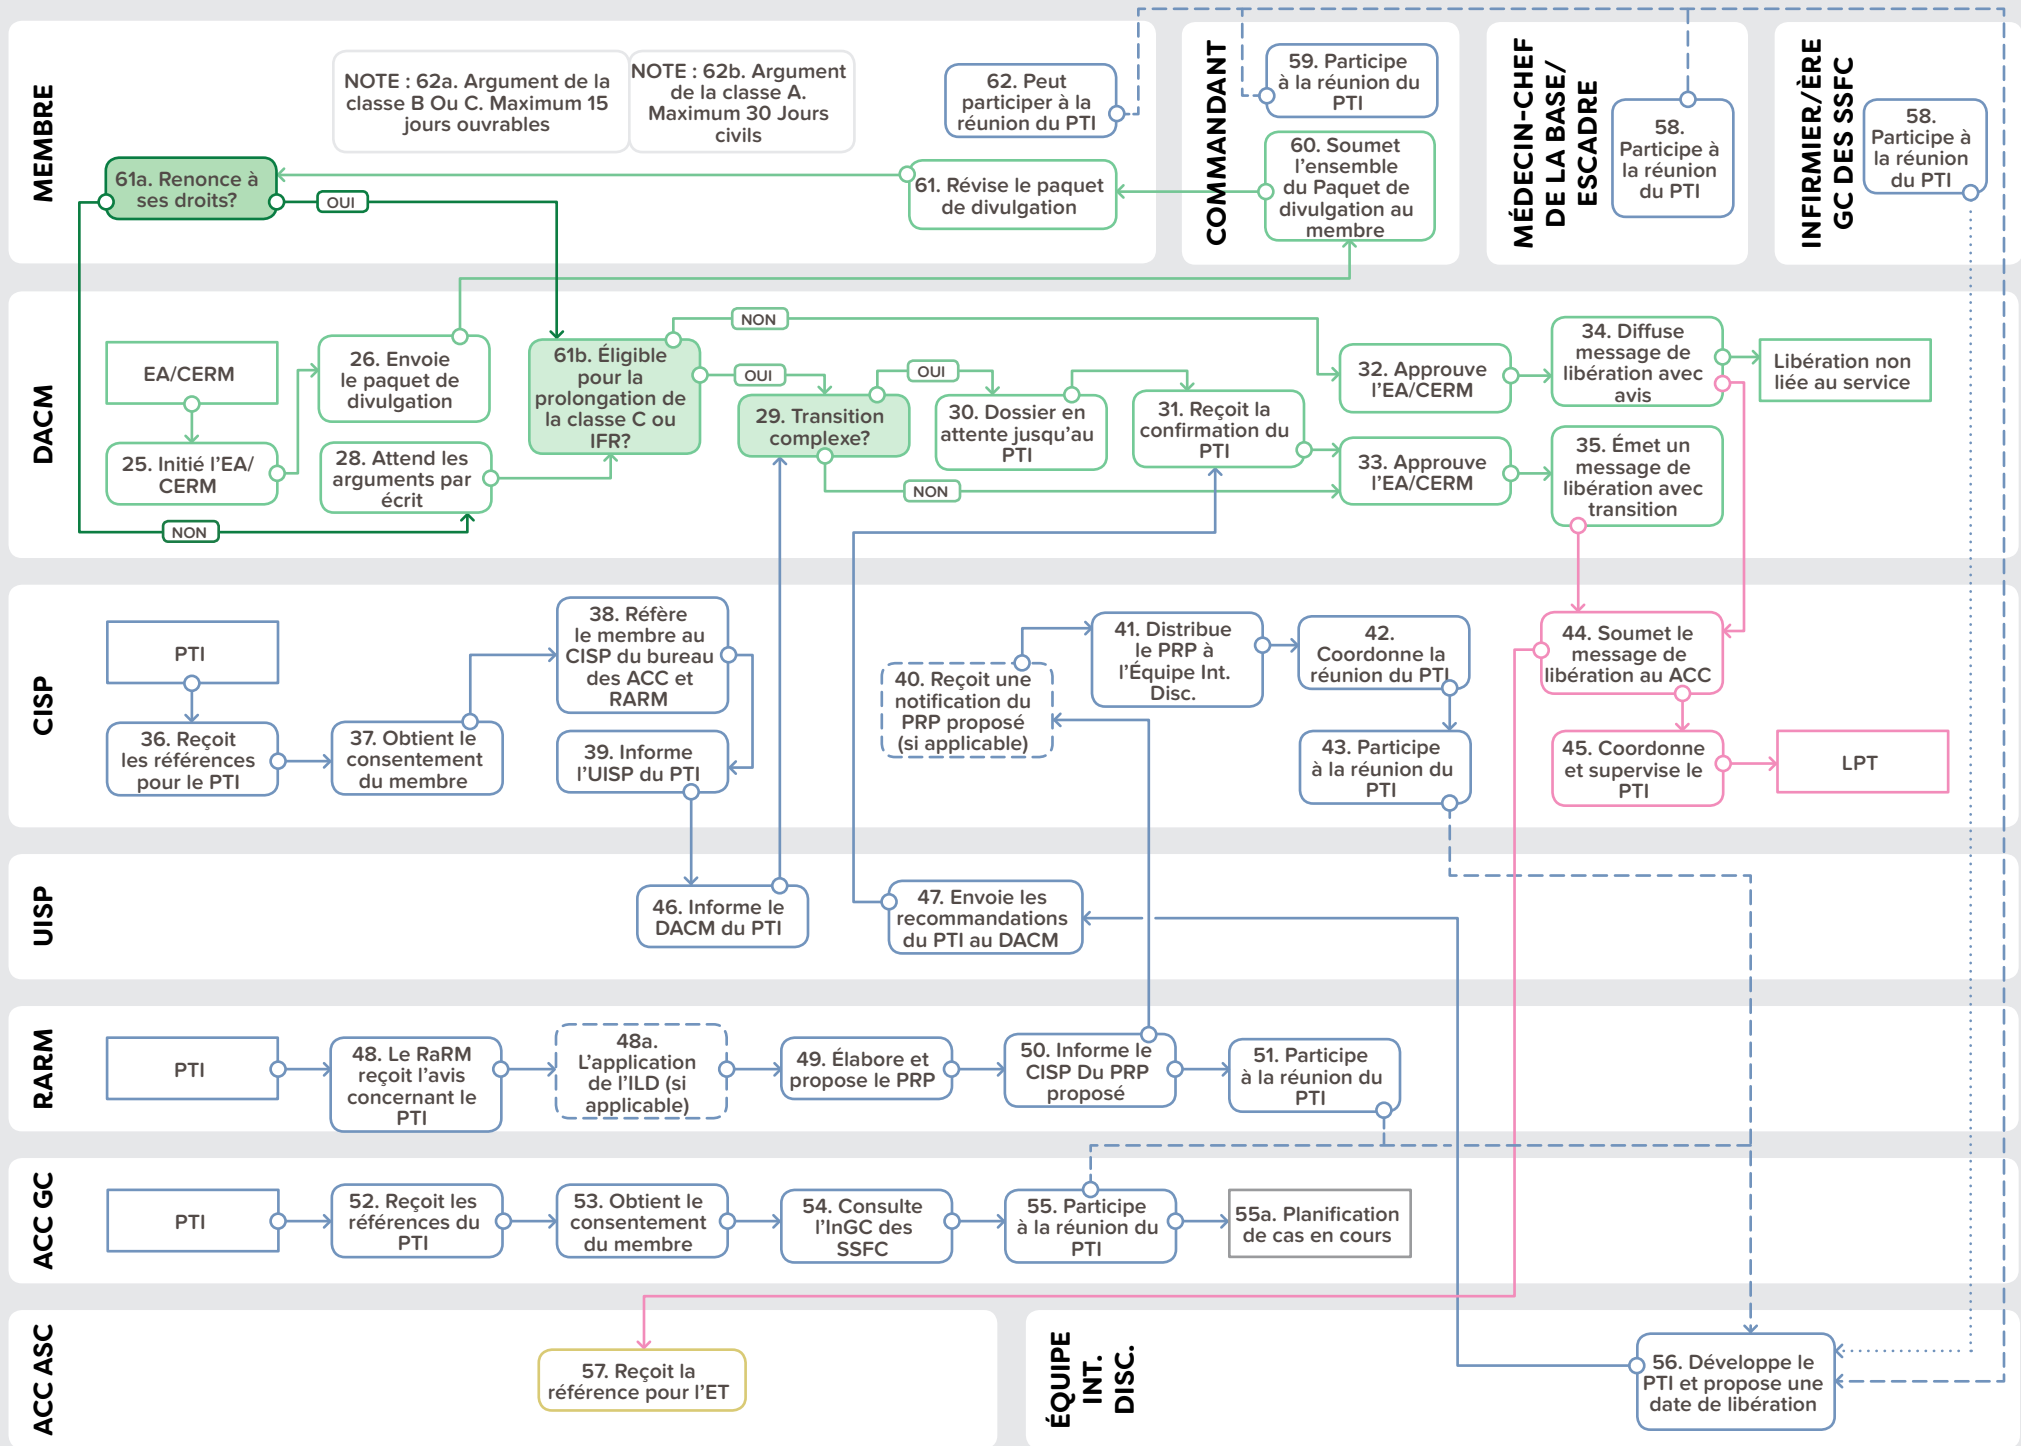 MEMBRE
NOTE : 62a. Argument de la
classe B Ou C. Maximum 15
jours ouvrables
NOTE : 62b. Argument
de la classe A.
Maximum 30 Jours
civils
62. Peut
participer à la
réunion du PTI
61a. Renonce à
ses droits?
OUI
61. Révise le paquet
de divulgation
COMMANDANT
59. Participe
à la réunion du
PTI
60. Soumet
l'ensemble
du Paquet de
divulgation au
membre
MÉDECIN-CHEF
DE LA BASE/
ESCADRE
58.
Participe à
la réunion
du PTI
INFIRMIER/ÈRE
GC DES SSFC
58.
Participe à
la réunion
du PTI
DACM
EA/CERM
25. Initié l'EA/
CERM
26. Envoie
le paquet de
divulgation
28. Attend les
arguments par
écrit
NON
61b. Éligible
pour la
prolongation de
la classe C ou
IFR?
NON
OUI
29. Transition
complexe?
OUI
NON
30. Dossier en
attente jusqu'au
PTI
31. Reçoit la
confirmation du
PTI
32. Approuve
l'EA/CERM
33. Approuve
l'EA/CERM
34. Diffuse
message de
libération avec
avis
35. Émet un
message de
libération avec
transition
Libération non
liée au service
CISP
PTI
36. Reçoit
les références
pour le PTI
37. Obtient le
consentement
du membre
38. Réfère
le membre au
CISP du bureau
des ACC et
RARM
39. Informe
l'UISP du PTI
40. Reçoit une
notification du
PRP proposé
(si applicable)
41. Distribue
le PRP à
l'Équipe Int.
Disc.
42.
Coordonne la
réunion du PTI
43. Participe
à la réunion du
PTI
44. Soumet le
message de
libération au ACC
45. Coordonne
et supervise le
PTI
LPT
UISP
46. Informe le
DACM du PTI
47. Envoie les
recommandations
du PTI au DACM
RARM
PTI
48. Le RaRM
reçoit l'avis
concernant le
PTI
48a.
L'application
de l'ILD (si
applicable)
49. Élabore et
propose le PRP
50. Informe le
CISP Du PRP
proposé
51. Participe
à la réunion du
PTI
ACC GC
PTI
52. Reçoit les
références du
PTI
53. Obtient le
consentement
du membre
54. Consulte
l'InGC des
SSFC
55. Participe
à la réunion du
PTI
55a. Planification
de cas en cours
ACC ASC
57. Reçoit la
référence pour l'ET
ÉQUIPE
INT.
DISC.
56. Développe le
PTI et propose une
date de libération